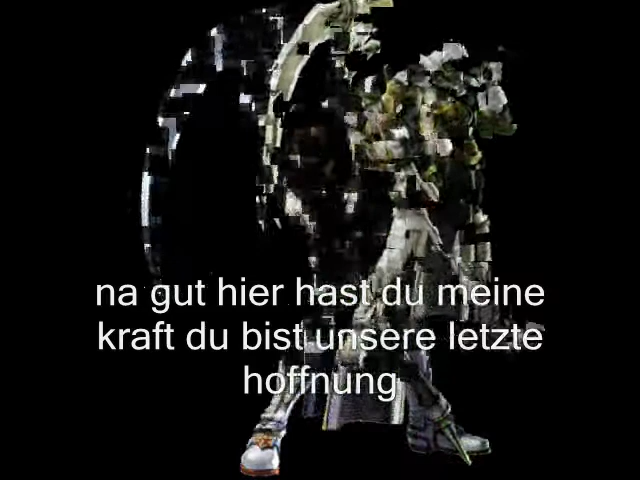 na gut hier hast du meine
kraft du bist unsere letzte
hoffnung